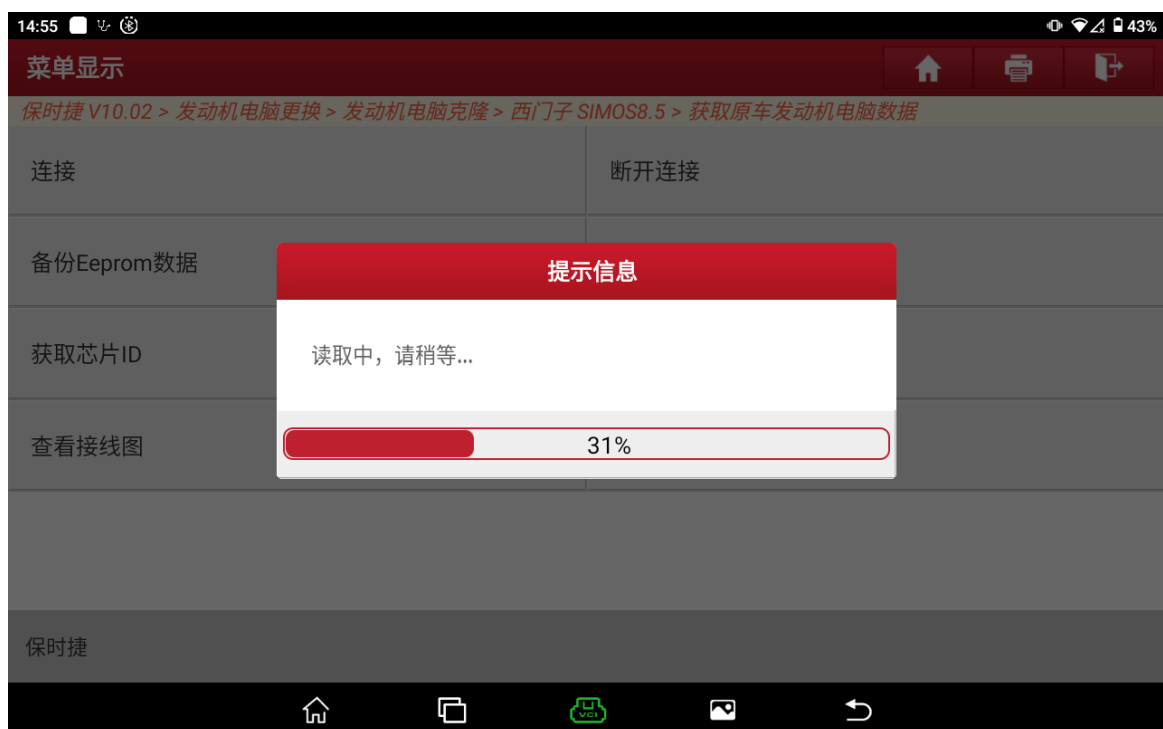 14:55 43%
菜单显示
保时捷 V10.02 > 发动机电脑更换 > 发动机电脑克隆 > 西门子 SIMOS8.5 > 获取原车发动机电脑数据
连接 断开连接
备份Eeprom数据
提示信息
获取芯片ID
读取中，请稍等...
查看接线图
31%
保时捷
VCI